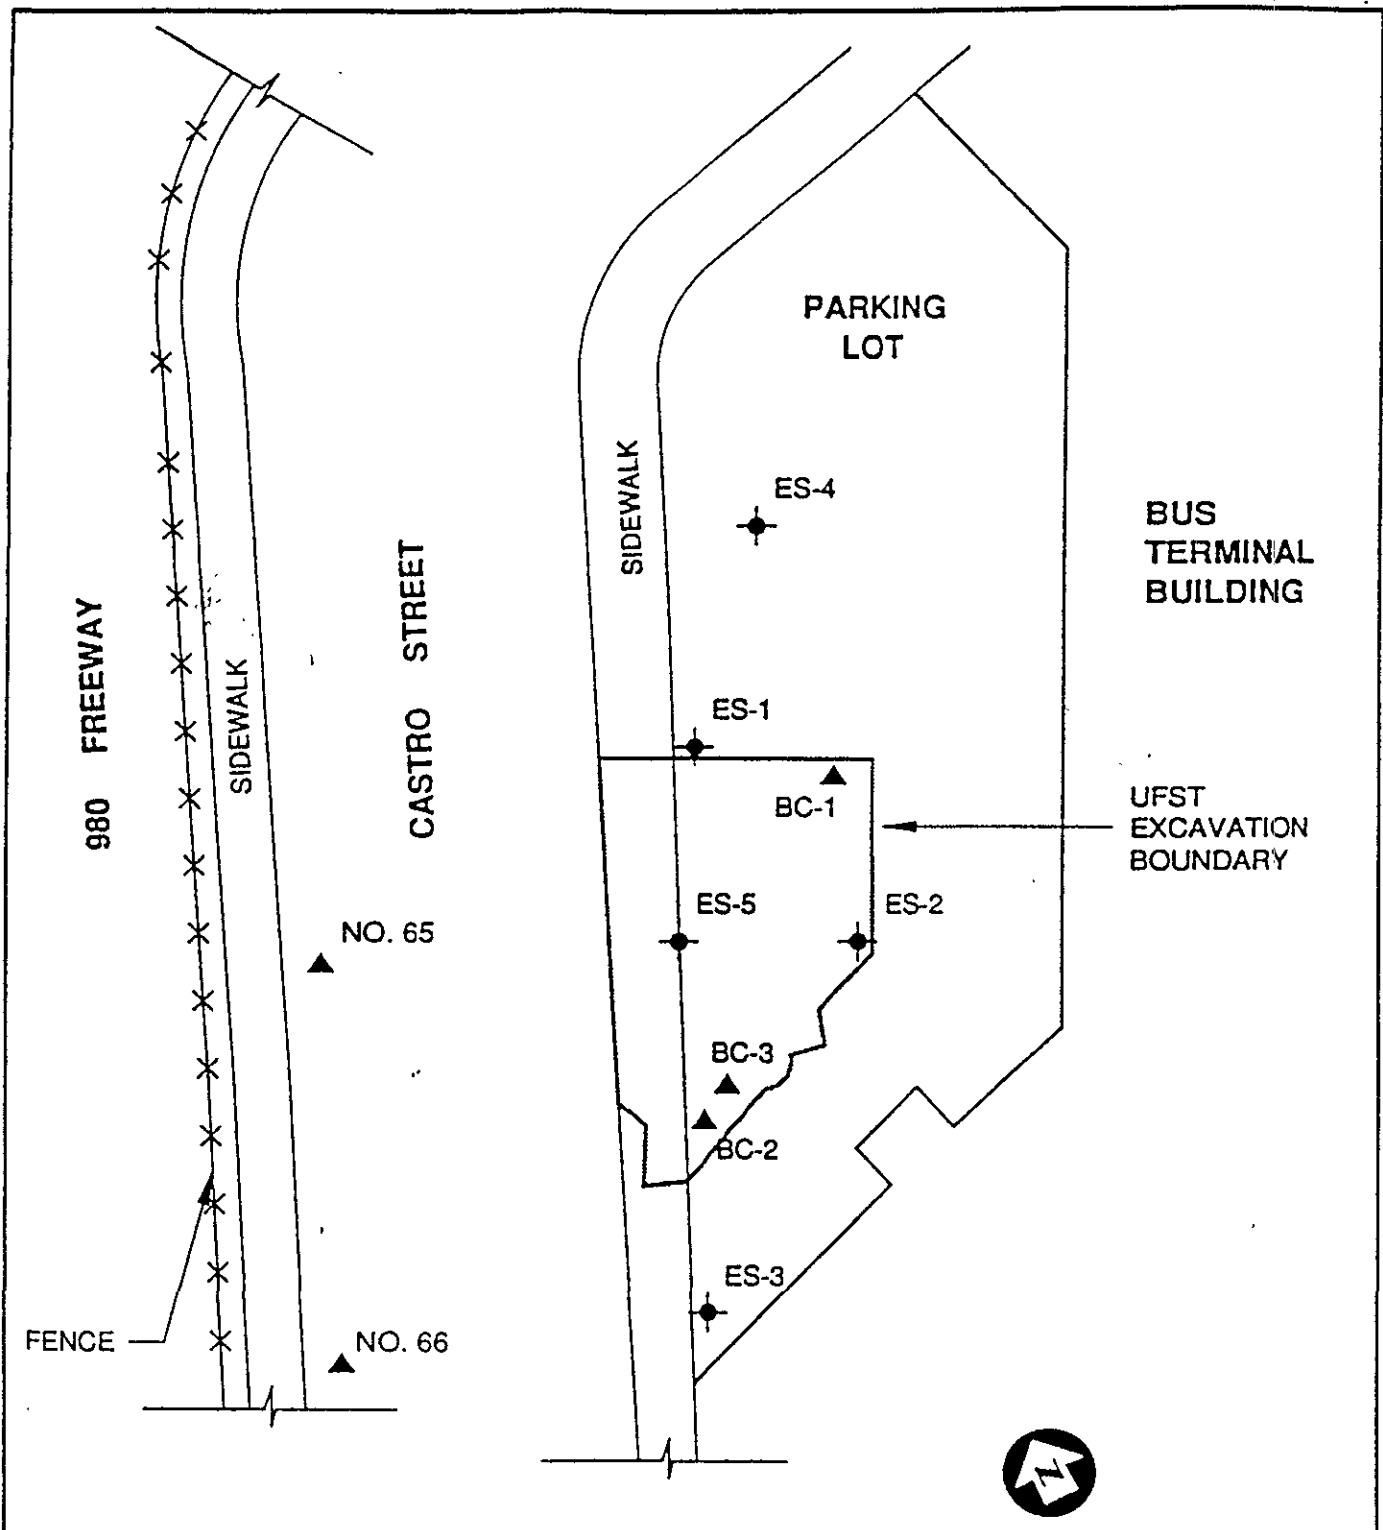 PARKING
LOT
SIDEWALK
ES-4
BUS
TERMINAL
BUILDING
980 FREEWAY
SIDEWALK
CASTRO STREET
ES-1
BC-1
UFST
EXCAVATION
BOUNDARY
ES-5
ES-2
NO. 65
BC-3
BC-2
ES-3
FENCE
NO. 66
N